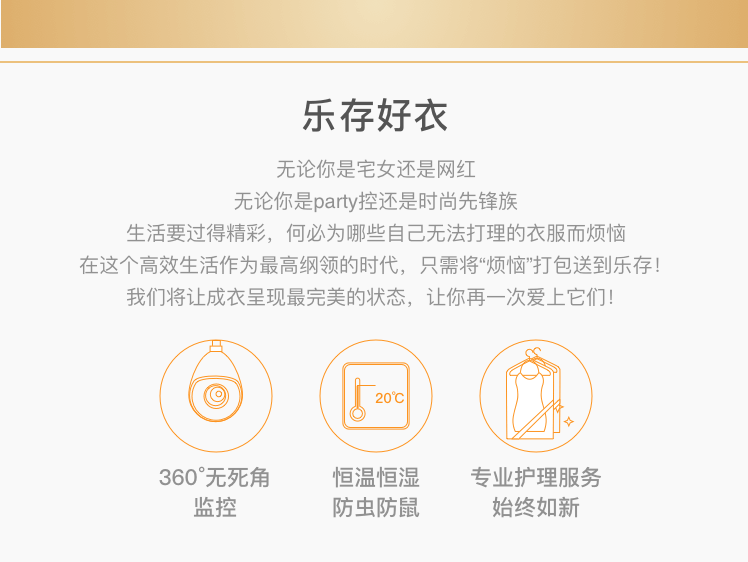 乐存好衣
无论你是宅女还是网红
无论你是party控还是时尚先锋族
生活要过得精彩，何必为哪些自己无法打理的衣服而烦恼
在这个高效生活作为最高纲领的时代，只需将“烦恼”打包送到乐存！
我们将让成衣呈现最完美的状态，让你再一次爱上它们！
20℃
360°无死角
监控
恒温恒湿
防虫防鼠
专业护理服务
始终如新